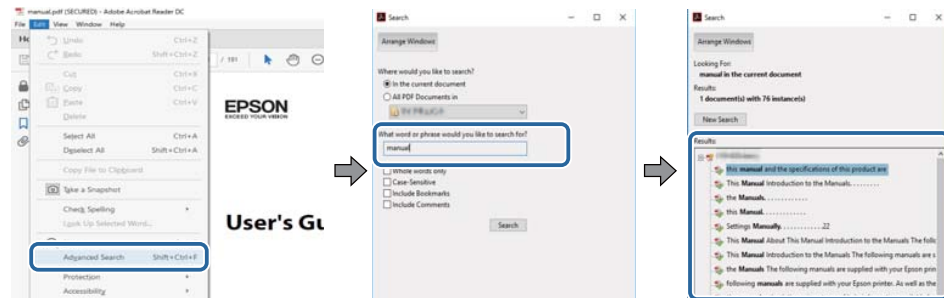 manual.pdf (SECURED) - Adobe Acrobat Reader DC
File Edit View Window Help
Undo Ctrl+Z
Redo Shift+Ctrl+Z
Cut Ctrl+X
Copy Ctrl+C
Paste Ctrl+V
Delete
Select All Ctrl+A
Deselect All Shift+Ctrl+A
Copy File to Clipboard
Take a Snapshot
Check Spelling
Look Up Selected Word...
Advanced Search Shift+Ctrl+F
Protection
Accessibility
/ 191
EPSON
EXCEED YOUR VISION
User's Gu
Search
Arrange Windows
Where would you like to search?
In the current document
All PDF Documents in
What word or phrase would you like to search for?
manual
Whole words only
Case-Sensitive
Include Bookmarks
Include Comments
Search
Search
Arrange Windows
Looking For:
manual in the current document
Results:
1 document(s) with 76 instance(s)
New Search
Results:
this manual and the specifications of this product are
This Manual Introduction to the Manuals.........
the Manuals.............
this Manual.............
Settings Manually.............22
This Manual About This Manual Introduction to the Manuals The follo
This Manual Introduction to the Manuals The following manuals are s
the Manuals The following manuals are supplied with your Epson prin
following manuals are supplied with your Epson printer. As well as the